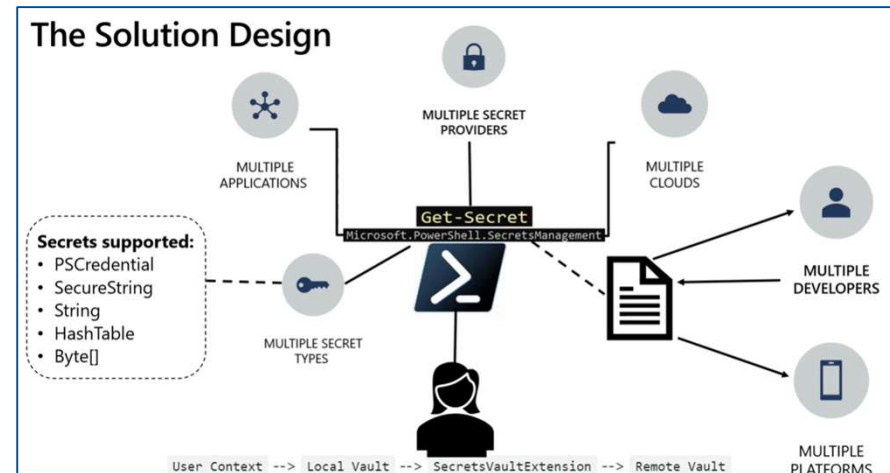 The Solution Design
MULTIPLE SECRET
PROVIDERS
MULTIPLE
APPLICATIONS
MULTIPLE
CLOUDS
Get-Secret
Microsoft.PowerShell.SecretsManagement
Secrets supported:
• PSCredential
• SecureString
• String
• HashTable
• Byte[]
MULTIPLE SECRET
TYPES
MULTIPLE
DEVELOPERS
MULTIPLE
PLATFORMS
User Context --> Local Vault --> SecretsVaultExtension --> Remote Vault